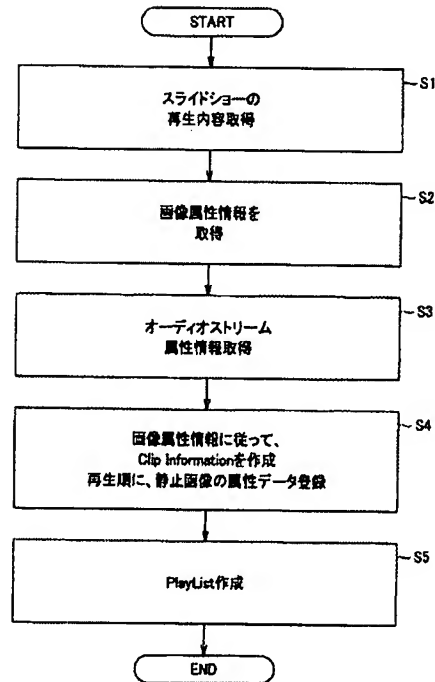 START
S1
スライドショーの
再生内容取得
S2
画像属性情報を
取得
S3
オーディオストリーム
属性情報取得
S4
画像属性情報に従って、
Clip Informationを作成
再生順に、静止画像の属性データ登録
S5
PlayList作成
END